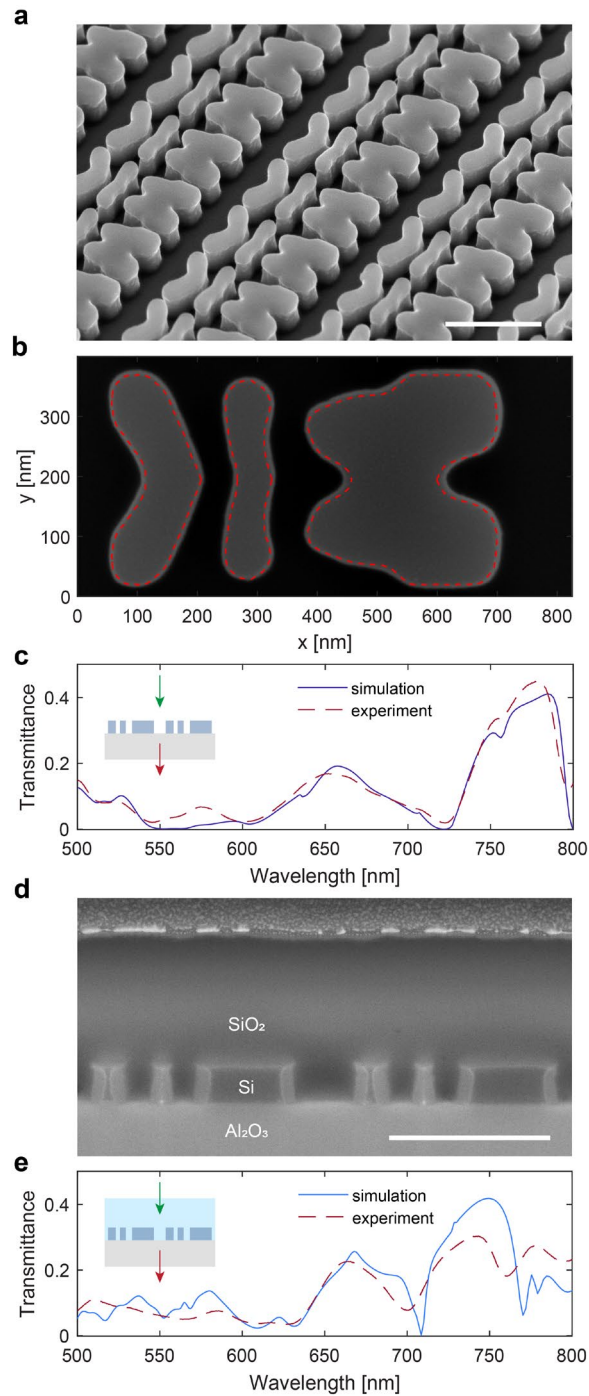 a
b
300
200
100
0
y [nm]
0 100 200 300 400 500 600 700 800
x [nm]
c
0.4
0.2
0
Transmittance
simulation
experiment
500 550 600 650 700 750 800
Wavelength [nm]
d
SiO₂
Si
Al₂O₃
e
0.4
0.2
0
Transmittance
simulation
experiment
500 550 600 650 700 750 800
Wavelength [nm]